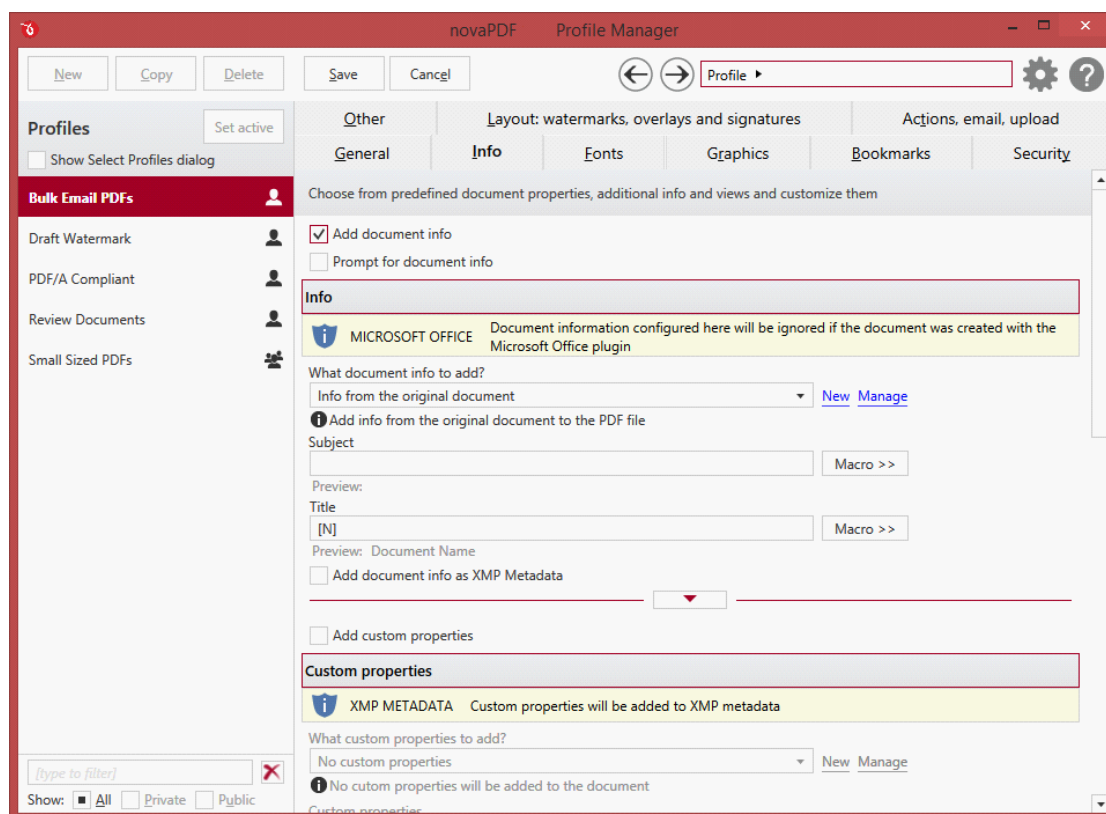 novaPDF Profile Manager
New Copy Delete Save Cancel Profile
Profiles Set active
Show Select Profiles dialog
Bulk Email PDFs
Draft Watermark
PDF/A Compliant
Review Documents
Small Sized PDFs
[type to filter]
Show: All Private Public
Other Layout: watermarks, overlays and signatures Actions, email, upload
General Info Fonts Graphics Bookmarks Security
Choose from predefined document properties, additional info and views and customize them
Add document info
Prompt for document info
Info
MICROSOFT OFFICE Document information configured here will be ignored if the document was created with the
Microsoft Office plugin
What document info to add?
Info from the original document New Manage
Add info from the original document to the PDF file
Subject
Macro >>
Preview:
Title
[N] Macro >>
Preview: Document Name
Add document info as XMP Metadata
Add custom properties
Custom properties
XMP METADATA Custom properties will be added to XMP metadata
What custom properties to add?
No custom properties New Manage
No cutom properties will be added to the document
Custom properties